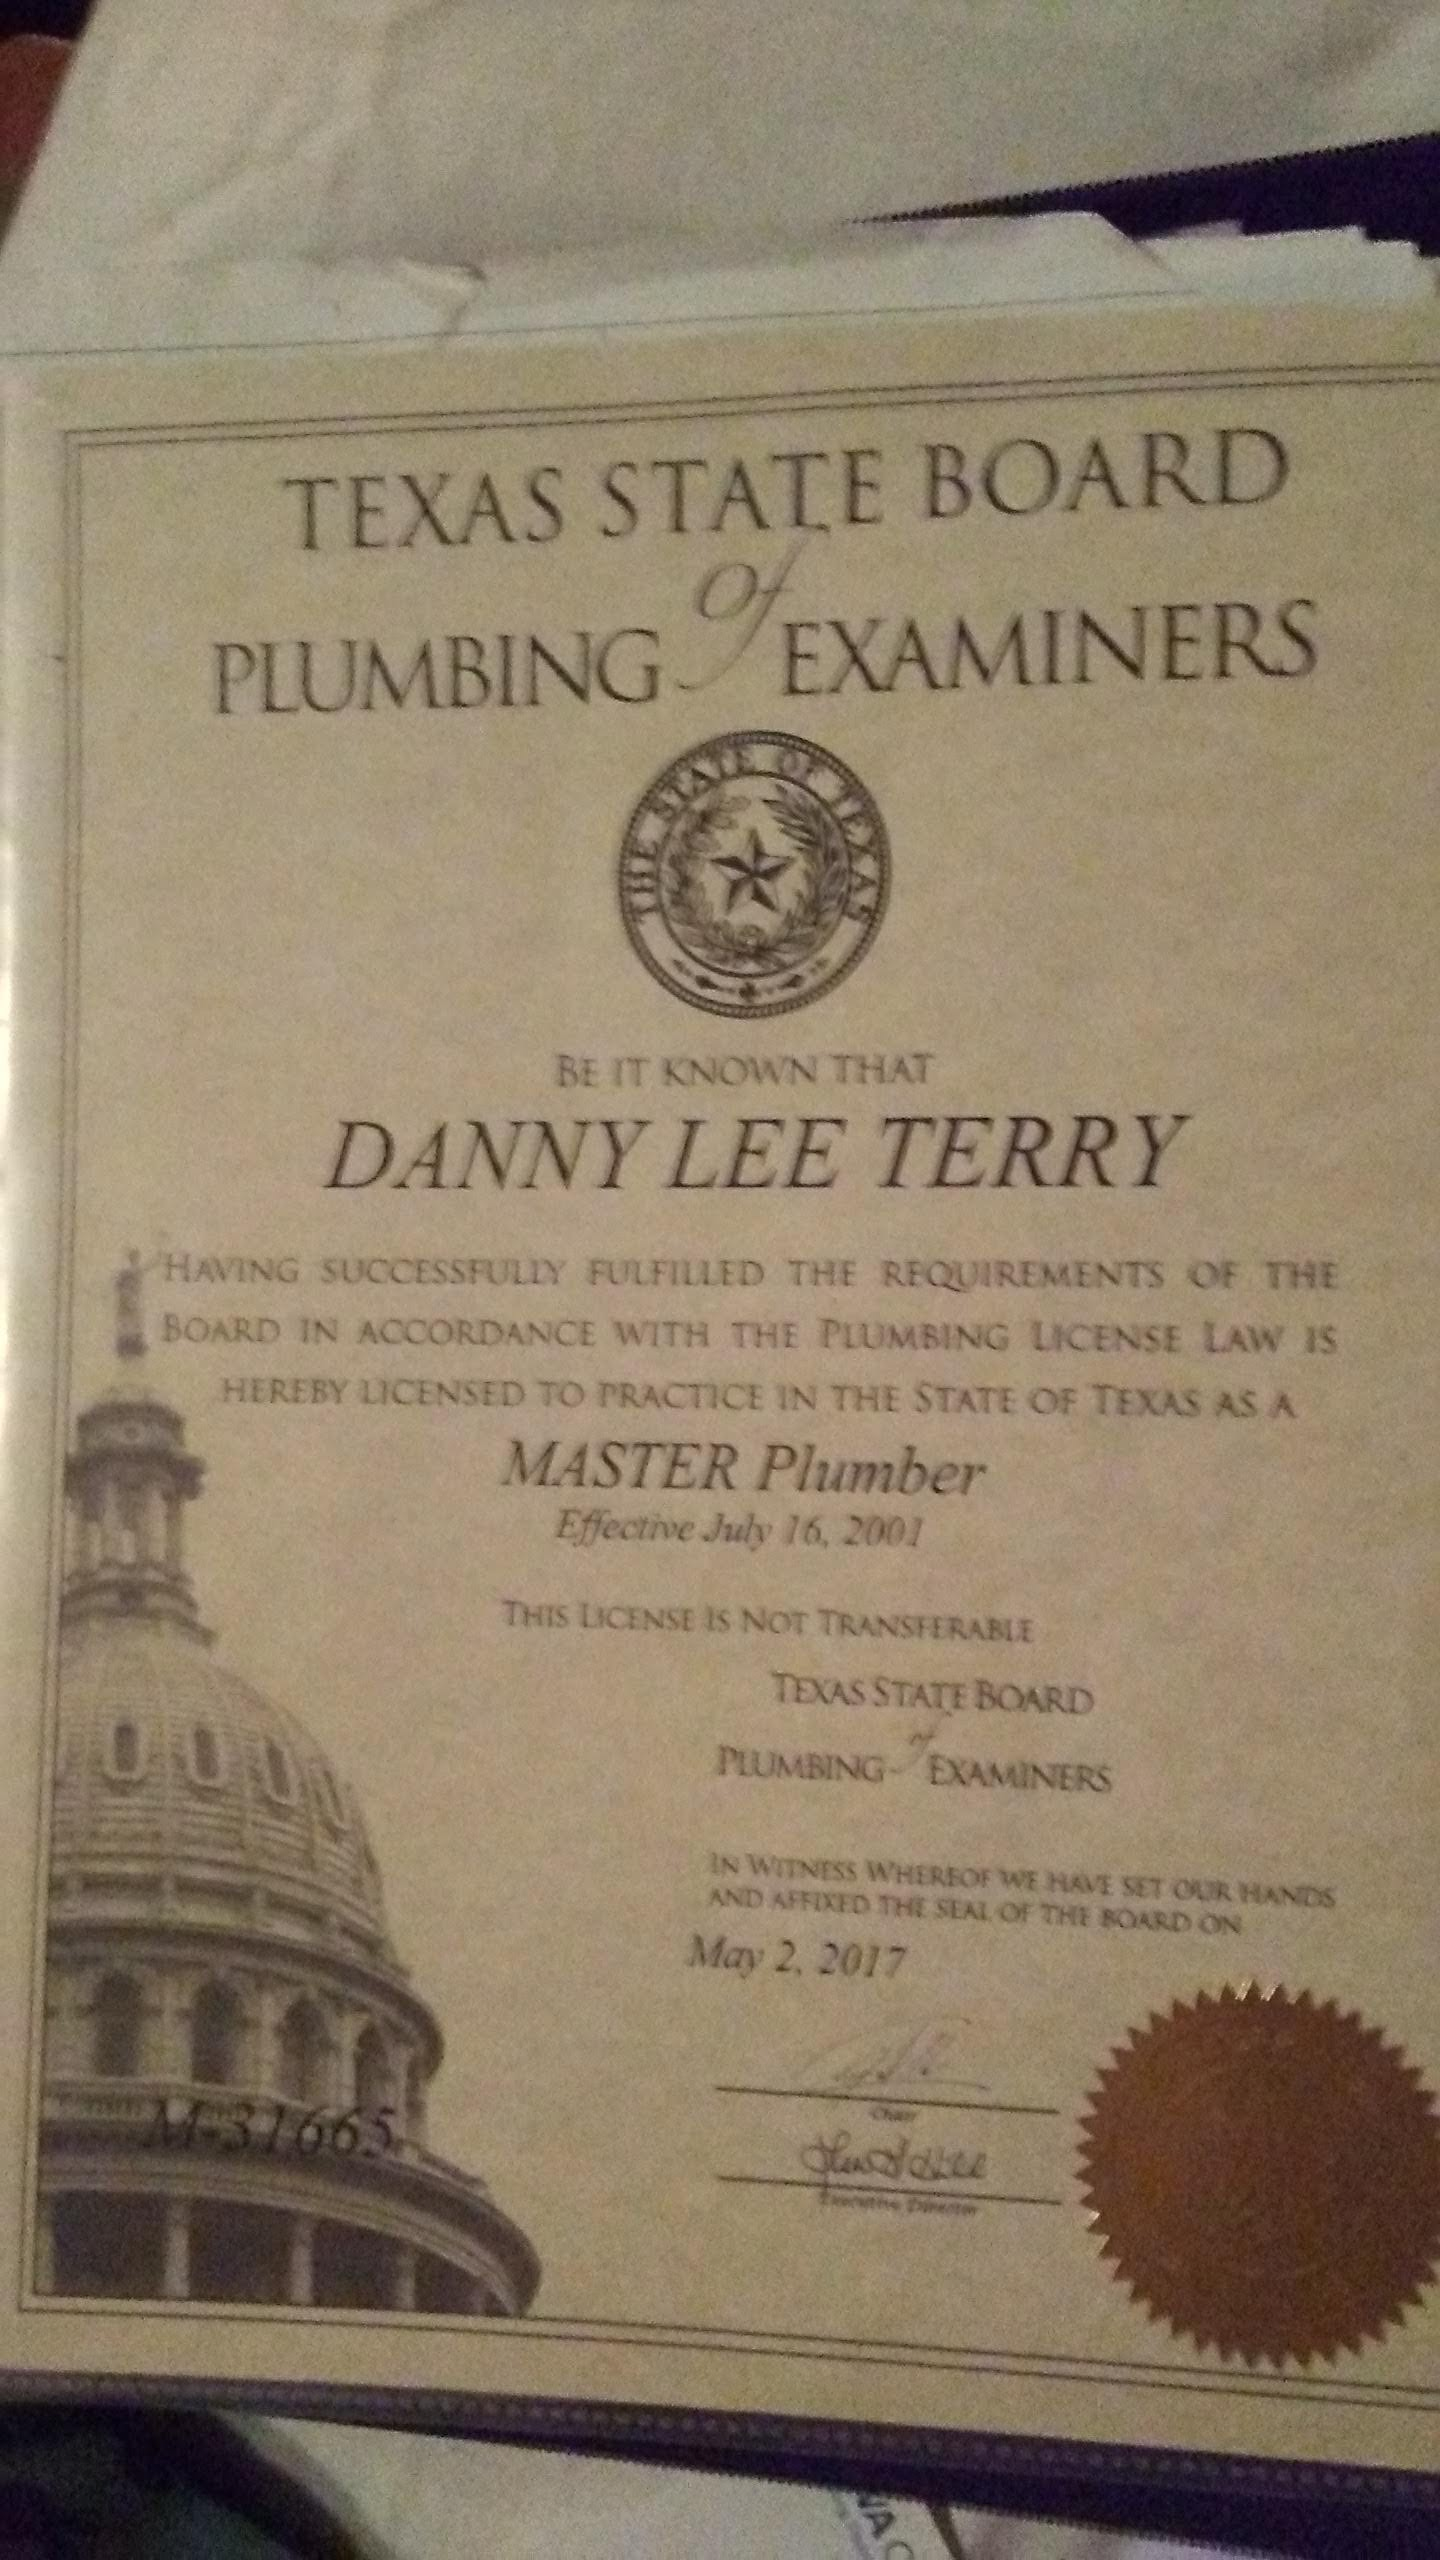 TEXAS STATE BOARD
of
PLUMBING EXAMINERS
THE STATE OF TEXAS
BE IT KNOWN THAT
DANNY LEE TERRY
HAVING SUCCESSFULLY FULFILLED THE REQUIREMENTS OF THE
BOARD IN ACCORDANCE WITH THE PLUMBING LICENSE LAW IS
HEREBY LICENSED TO PRACTICE IN THE STATE OF TEXAS AS A
MASTER Plumber
Effective July 16, 2001
THIS LICENSE IS NOT TRANSFERABLE
TEXAS STATE BOARD
of
PLUMBING EXAMINERS
IN WITNESS WHEREOF WE HAVE SET OUR HANDS
AND AFFIXED THE SEAL OF THE BOARD ON
May 2, 2017
Chair
M-31665
Executive Director